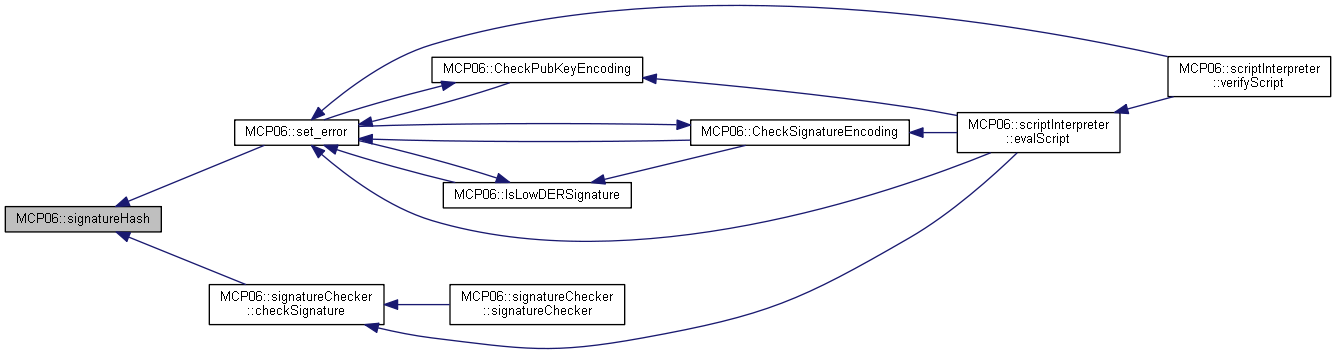 MCP06::signatureHash
MCP06::set_error
MCP06::CheckPubKeyEncoding
MCP06::CheckSignatureEncoding
MCP06::IsLowDERSignature
MCP06::scriptInterpreter
::evalScript
MCP06::scriptInterpreter
::verifyScript
MCP06::signatureChecker
::checkSignature
MCP06::signatureChecker
::signatureChecker